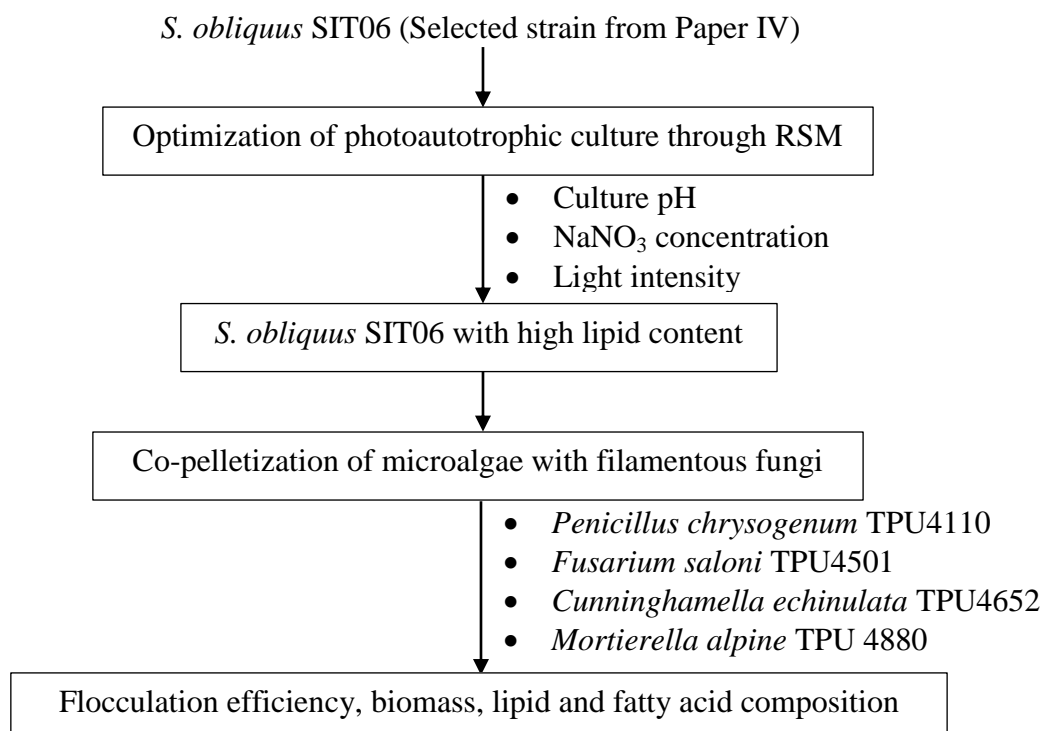 S. obliquus SIT06 (Selected strain from Paper IV)
Optimization of photoautotrophic culture through RSM
• Culture pH
• NaNO₃ concentration
• Light intensity
S. obliquus SIT06 with high lipid content
Co-pelletization of microalgae with filamentous fungi
• Penicillus chrysogenum TPU4110
• Fusarium saloni TPU4501
• Cunninghamella echinulata TPU4652
• Mortierella alpine TPU 4880
Flocculation efficiency, biomass, lipid and fatty acid composition